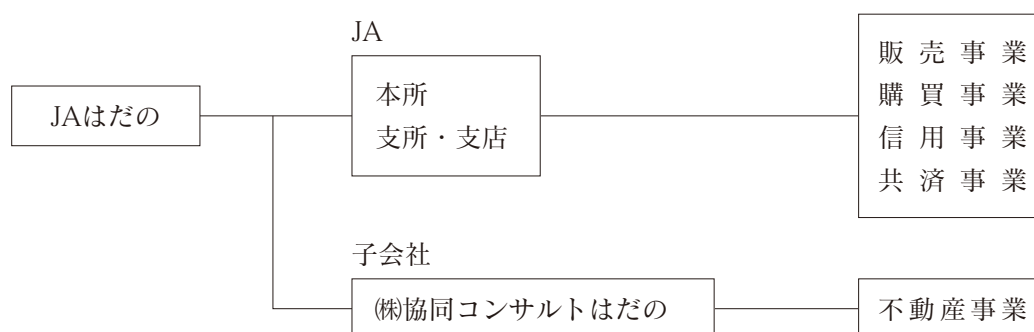 JA
JAはだの
本所
支所・支店
販売事業
購買事業
信用事業
共済事業
子会社
㈱協同コンサルトはだの
不動産事業